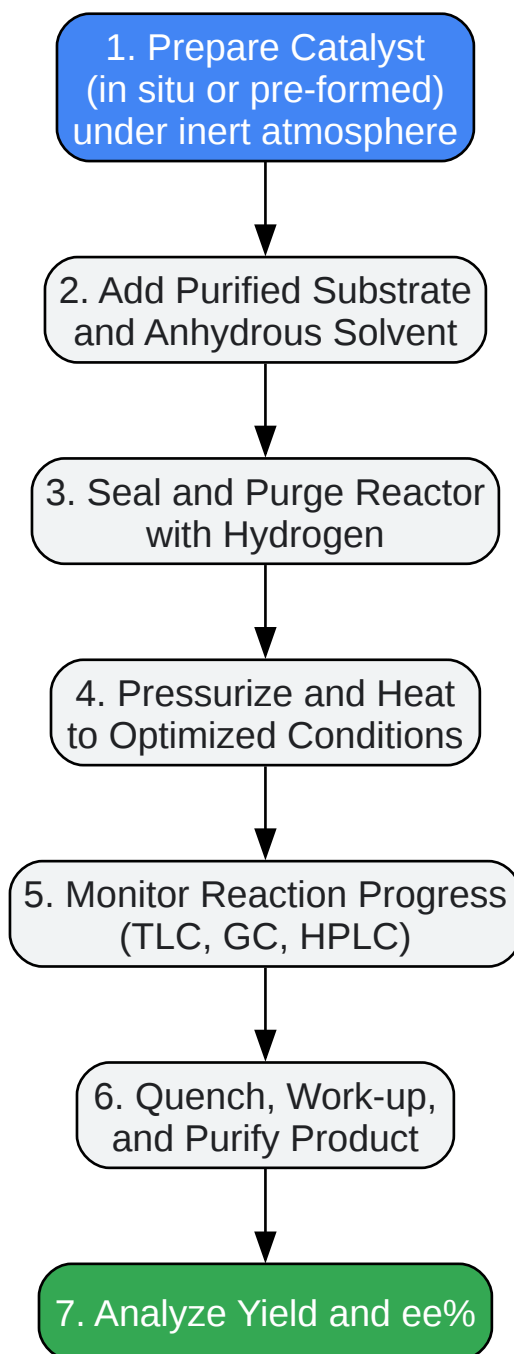 1. Prepare Catalyst
(in situ or pre-formed)
under inert atmosphere
2. Add Purified Substrate
and Anhydrous Solvent
3. Seal and Purge Reactor
with Hydrogen
4. Pressurize and Heat
to Optimized Conditions
5. Monitor Reaction Progress
(TLC, GC, HPLC)
6. Quench, Work-up,
and Purify Product
7. Analyze Yield and ee%